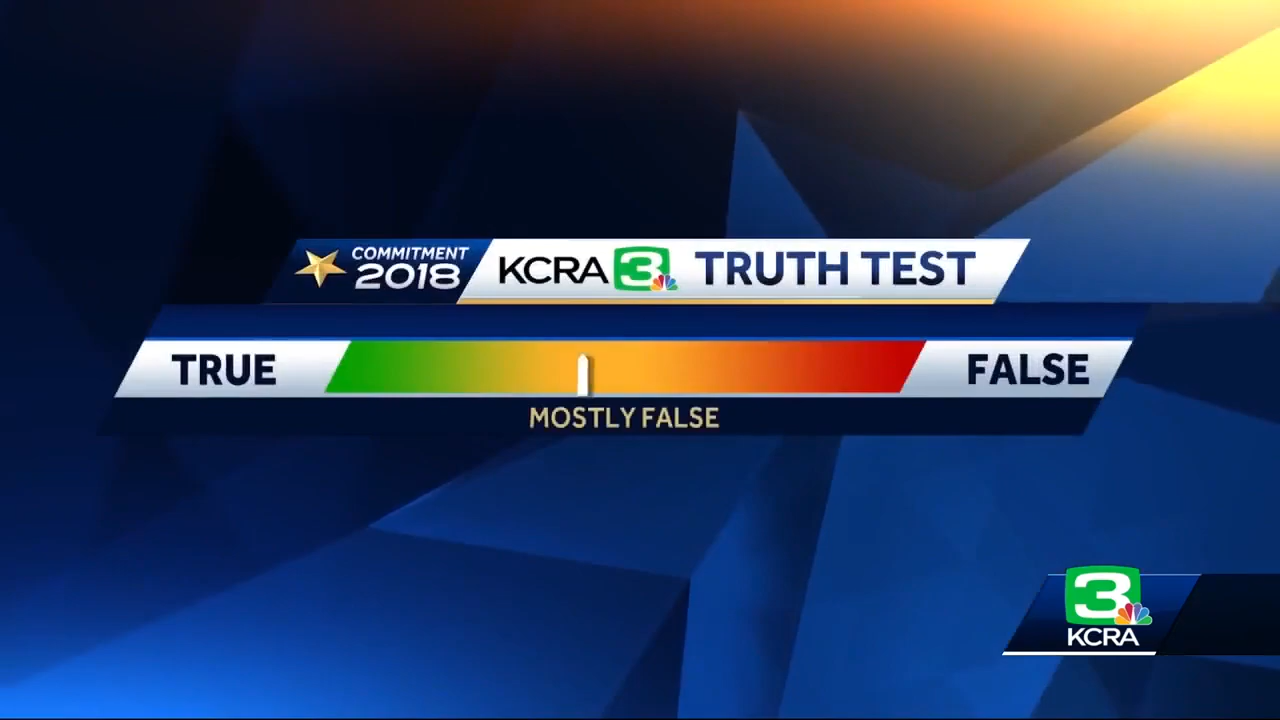 COMMITMENT
2018
KCRA 3 TRUTH TEST
TRUE
FALSE
MOSTLY FALSE
3
KCRA